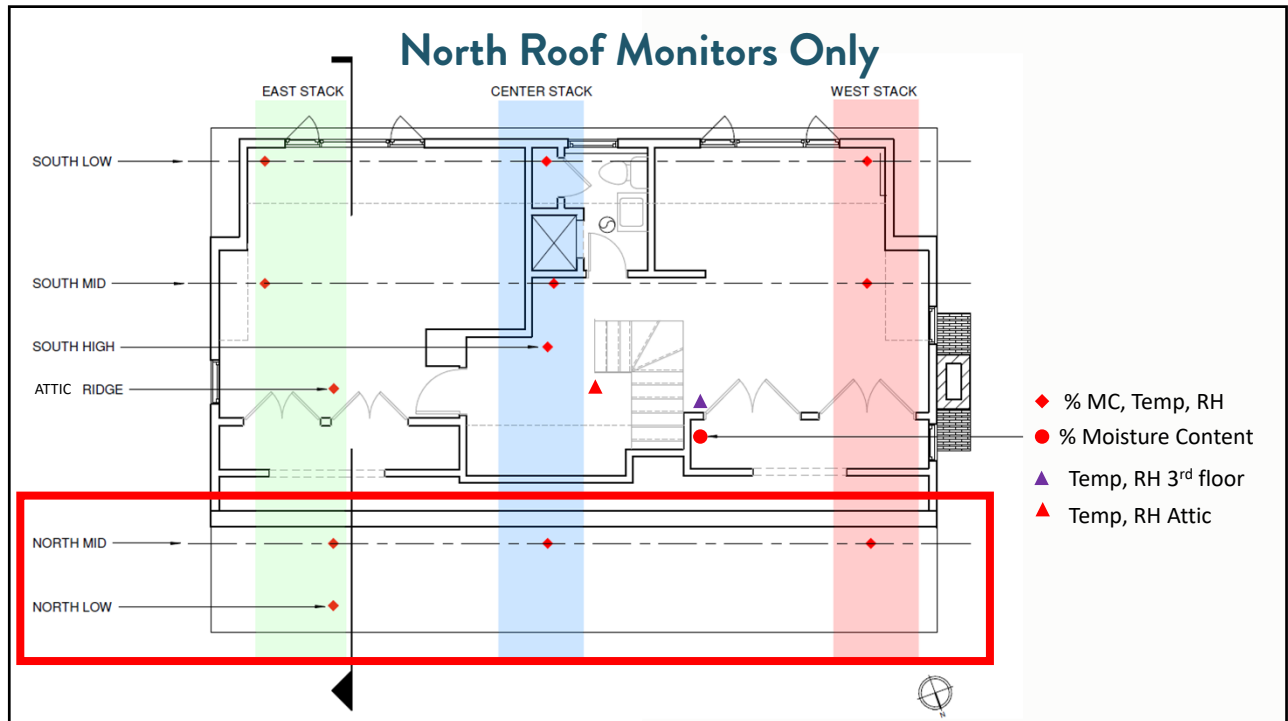 North Roof Monitors Only
EAST STACK
CENTER STACK
WEST STACK
SOUTH LOW
SOUTH MID
SOUTH HIGH
ATTIC RIDGE
% MC, Temp, RH
% Moisture Content
Temp, RH 3rd floor
Temp, RH Attic
NORTH MID
NORTH LOW
N